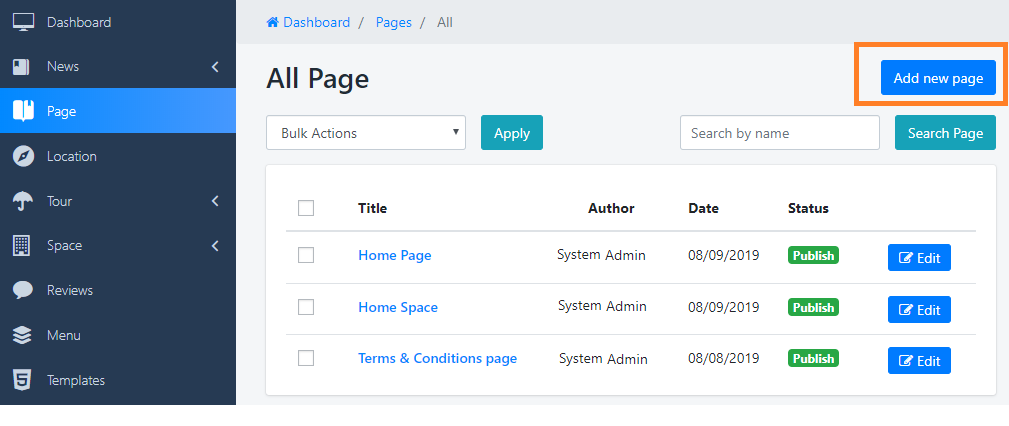 Dashboard
News
Page
Location
Tour
Space
Reviews
Menu
Templates
Dashboard / Pages / All
All Page
Add new page
Bulk Actions
Apply
Search by name
Search Page
Title Author Date Status
Home Page System Admin 08/09/2019 Publish Edit
Home Space System Admin 08/09/2019 Publish Edit
Terms & Conditions page System Admin 08/08/2019 Publish Edit